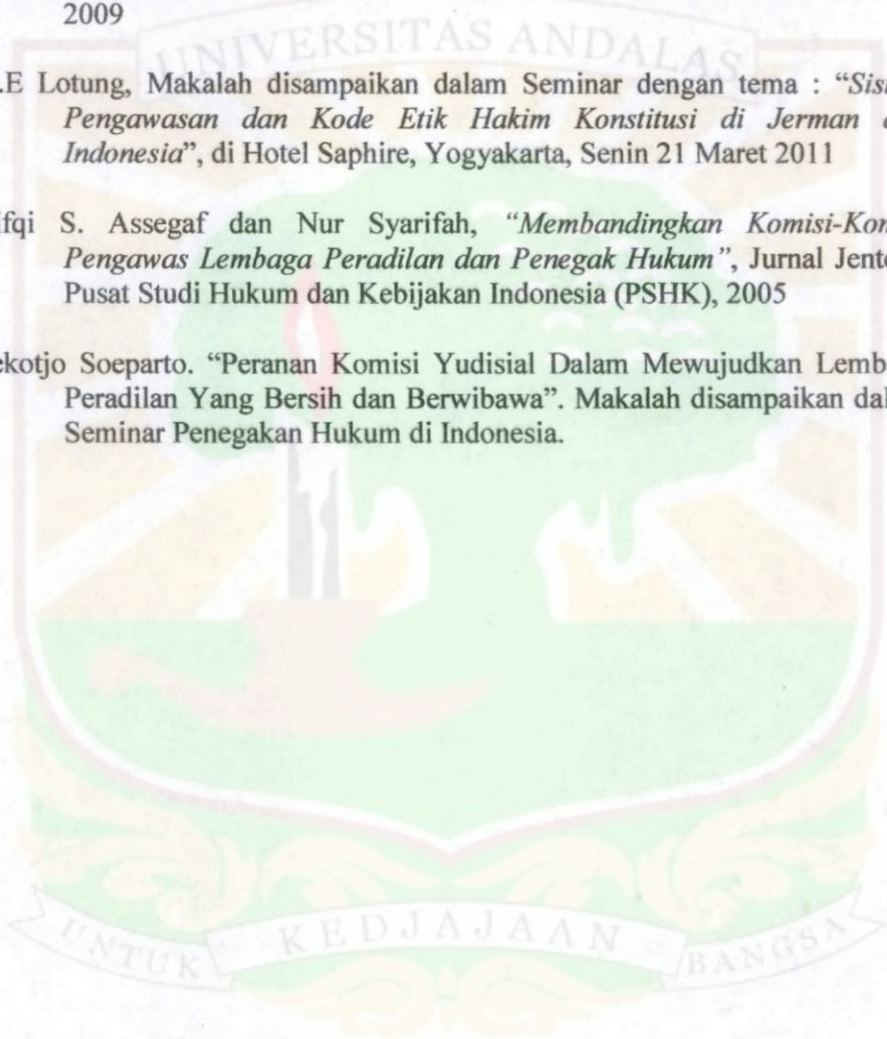 2009
UNIVERSITAS ANDALAS
.E Lotung, Makalah disampaikan dalam Seminar dengan tema : “Sis
Pengawasan dan Kode Etik Hakim Konstitusi di Jerman
Indonesia”, di Hotel Saphire, Yogyakarta, Senin 21 Maret 2011
ifqi S. Assegaf dan Nur Syarifah, “Membandingkan Komisi-Kom
Pengawas Lembaga Peradilan dan Penegak Hukum”, Jurnal Jente
Pusat Studi Hukum dan Kebijakan Indonesia (PSHK), 2005
ekotjo Soeparto. “Peranan Komisi Yudisial Dalam Mewujudkan Lemb
Peradilan Yang Bersih dan Berwibawa”. Makalah disampaikan dal
Seminar Penegakan Hukum di Indonesia.
UNTUK KEDJAJAAN BANGSA